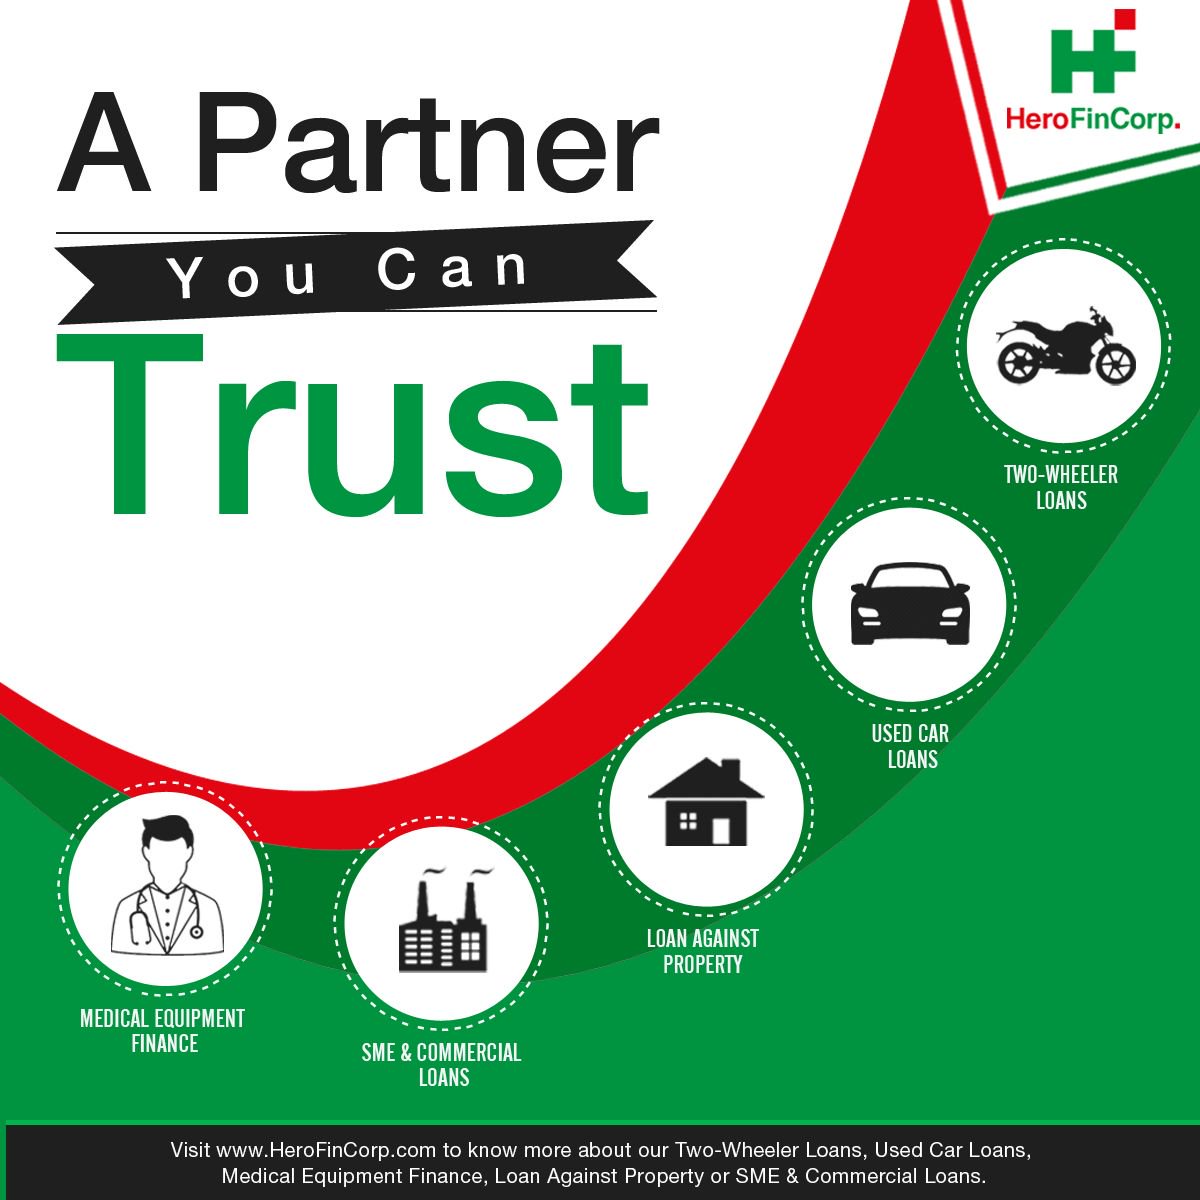 HeroFinCorp.
A Partner
You Can
Trust
TWO-WHEELER
LOANS
USED CAR
LOANS
LOAN AGAINST
PROPERTY
SME & COMMERCIAL
LOANS
MEDICAL EQUIPMENT
FINANCE
Visit www.HeroFinCorp.com to know more about our Two-Wheeler Loans, Used Car Loans,
Medical Equipment Finance, Loan Against Property or SME & Commercial Loans.